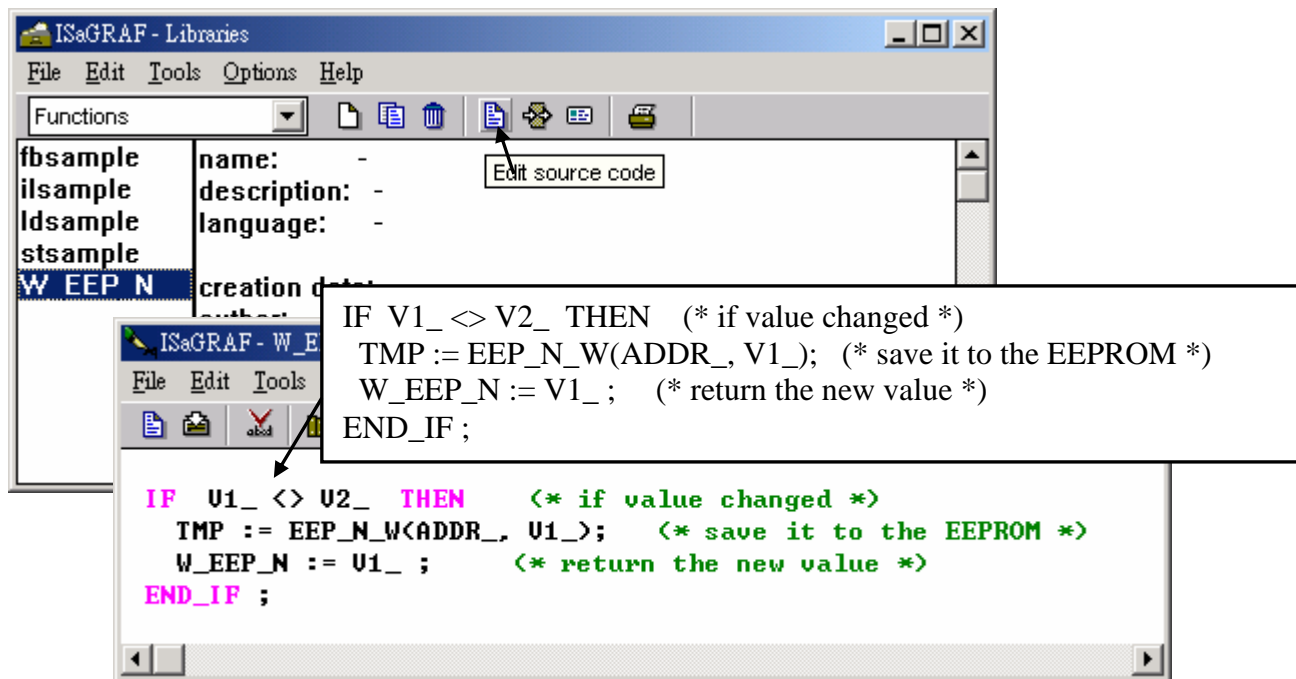 ISaGRAF - Libraries
File Edit Tools Options Help
Functions
Edit source code
fbsample
ilsample
ldsample
stsample
W_EEP_N
name: -
description: -
language: -
creation date:
author:
IF V1_ <> V2_ THEN (* if value changed *)
TMP := EEP_N_W(ADDR_, V1_); (* save it to the EEPROM *)
W_EEP_N := V1_ ; (* return the new value *)
END_IF ;
ISaGRAF - W_E
File Edit Tools
IF V1_ <> V2_ THEN (* if value changed *)
TMP := EEP_N_W(ADDR_, V1_); (* save it to the EEPROM *)
W_EEP_N := V1_ ; (* return the new value *)
END_IF ;